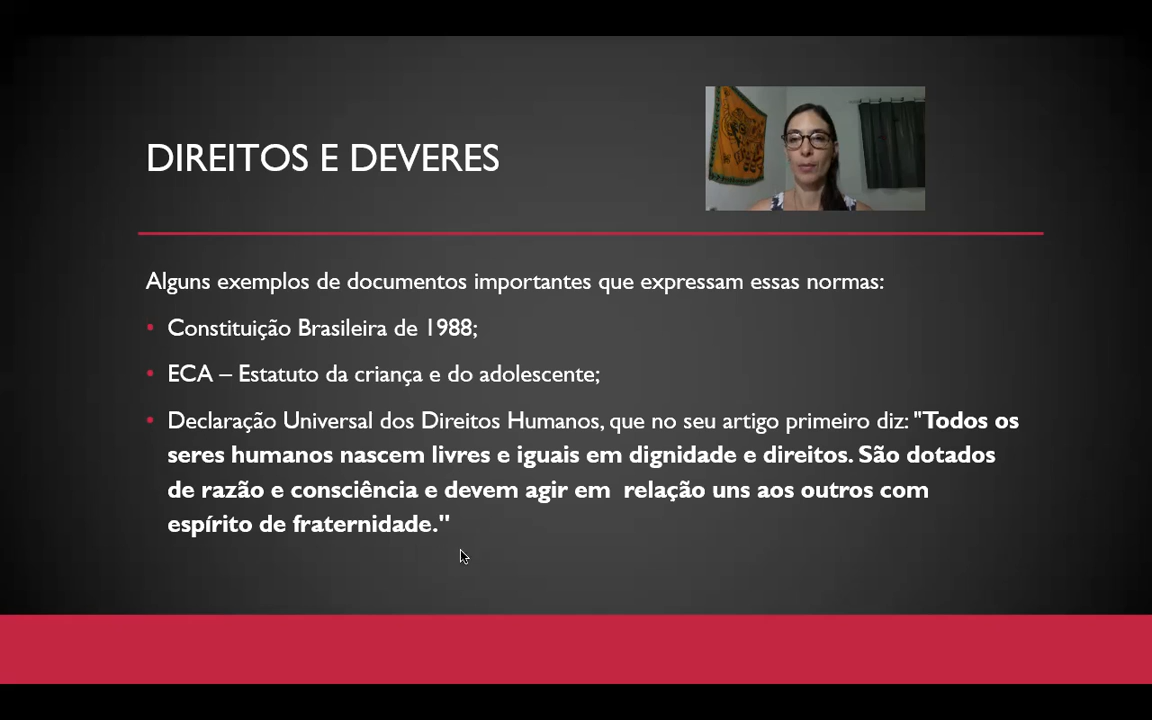 DIREITOS E DEVERES
Alguns exemplos de documentos importantes que expressam essas normas:
• Constituição Brasileira de 1988;
• ECA – Estatuto da criança e do adolescente;
• Declaração Universal dos Direitos Humanos, que no seu artigo primeiro diz: "Todos os
seres humanos nascem livres e iguais em dignidade e direitos. São dotados
de razão e consciência e devem agir em  relação uns aos outros com
espírito de fraternidade."